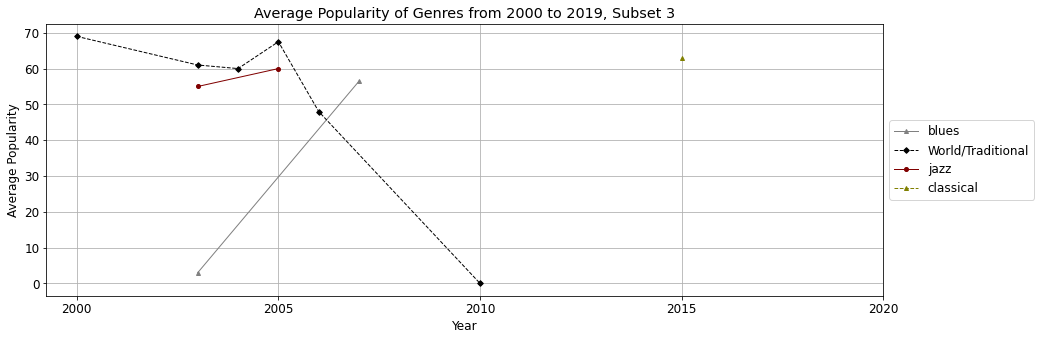 Average Popularity of Genres from 2000 to 2019, Subset 3
70
60
50
40
30
20
10
0
Average Popularity
2000
2005
2010
2015
2020
Year
blues
World/Traditional
jazz
classical